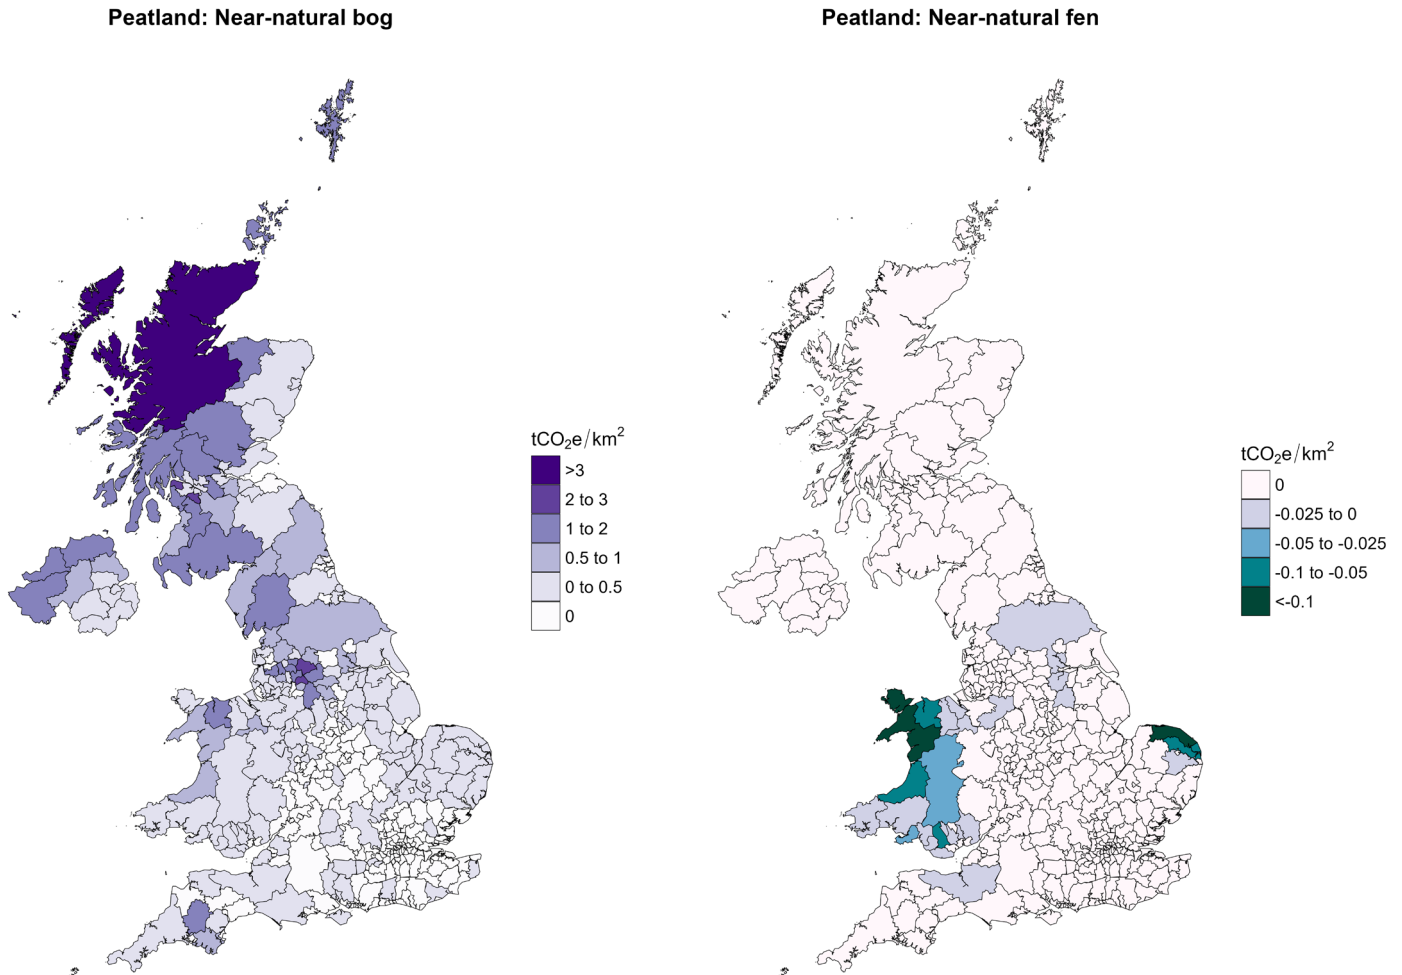 Peatland: Near-natural bog
Peatland: Near-natural fen
tCO₂e/km²
>3
2 to 3
1 to 2
0.5 to 1
0 to 0.5
0
tCO₂e/km²
0
-0.025 to 0
-0.05 to -0.025
-0.1 to -0.05
<-0.1